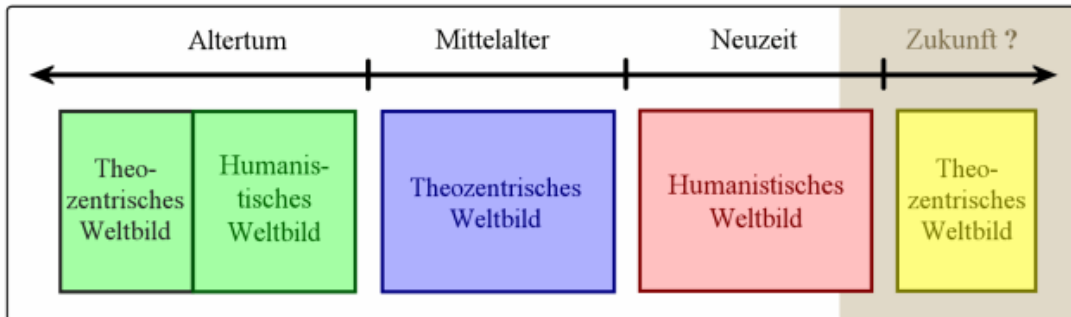 Altertum
Mittelalter
Neuzeit
Zukunft ?
Theo-
zentrisches
Weltbild
Humanis-
tisches
Weltbild
Theozentrisches
Weltbild
Humanistisches
Weltbild
Theo-
zentrisches
Weltbild